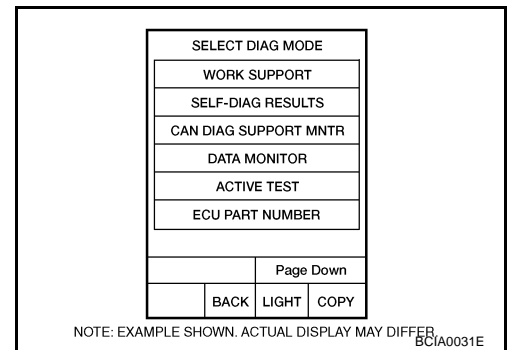 SELECT DIAG MODE
WORK SUPPORT
SELF-DIAG RESULTS
CAN DIAG SUPPORT MNTR
DATA MONITOR
ACTIVE TEST
ECU PART NUMBER
Page Down
BACK LIGHT COPY
NOTE: EXAMPLE SHOWN. ACTUAL DISPLAY MAY DIFFER.
BCIA0031E